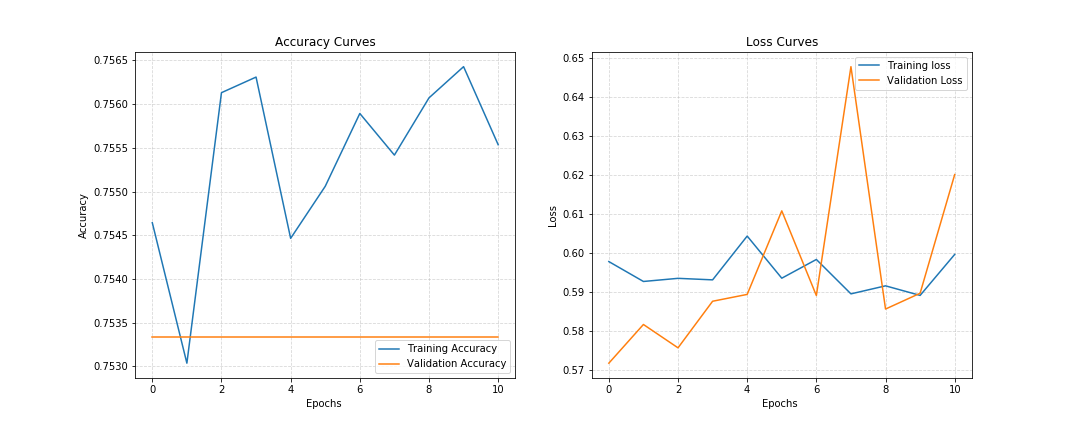 Accuracy Curves
0.7565
0.7560
0.7555
0.7550
0.7545
0.7540
0.7535
0.7530
Accuracy
0 2 4 6 8 10
Epochs
Training Accuracy
Validation Accuracy
Loss Curves
0.65
0.64
0.63
0.62
0.61
0.60
0.59
0.58
0.57
Loss
0 2 4 6 8 10
Epochs
Training loss
Validation Loss